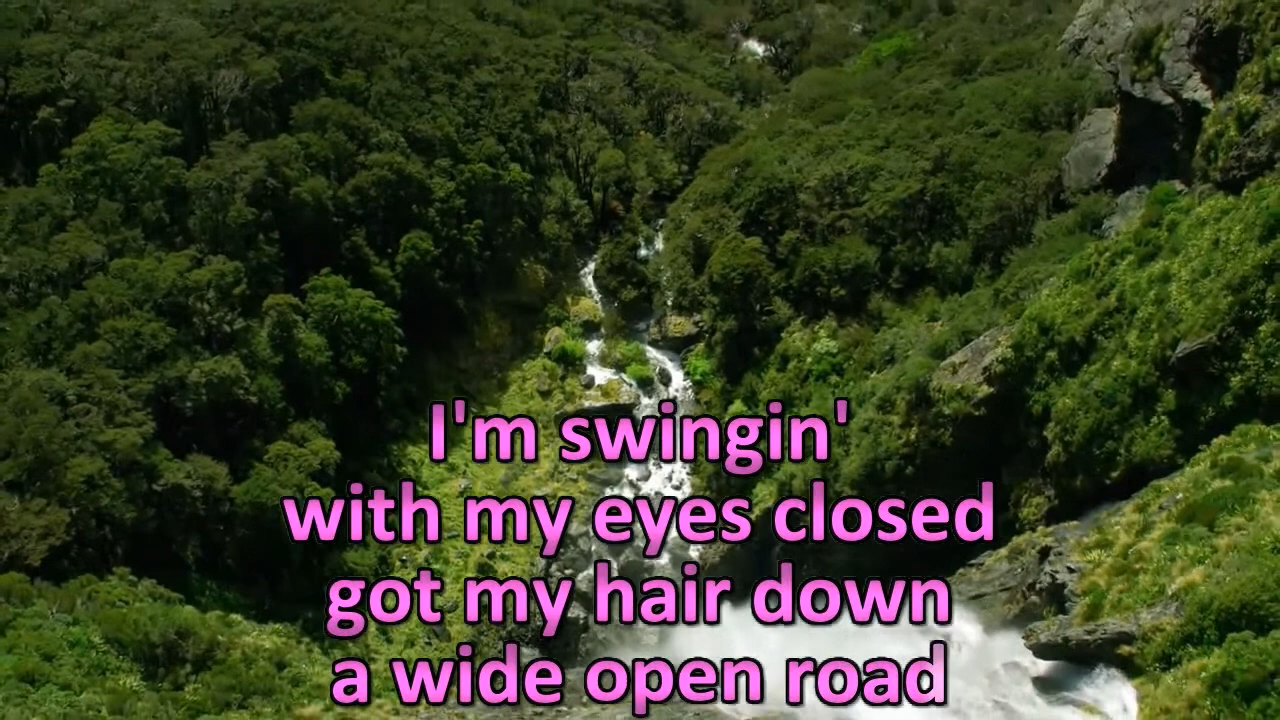 I'm swingin'
with my eyes closed
got my hair down
a wide open road